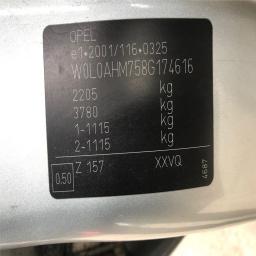 OPEL
e1*2001/116*0325
W0L0AHM758G174616
2205 kg
3780 kg
1-1115 kg
2-1115 kg
0.50 Z 157 XXVQ
4687